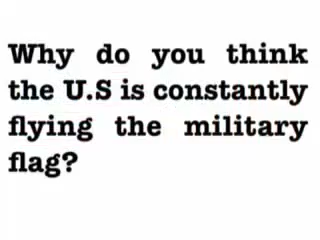 Why do you think
the U.S is constantly
flying the military
flag?